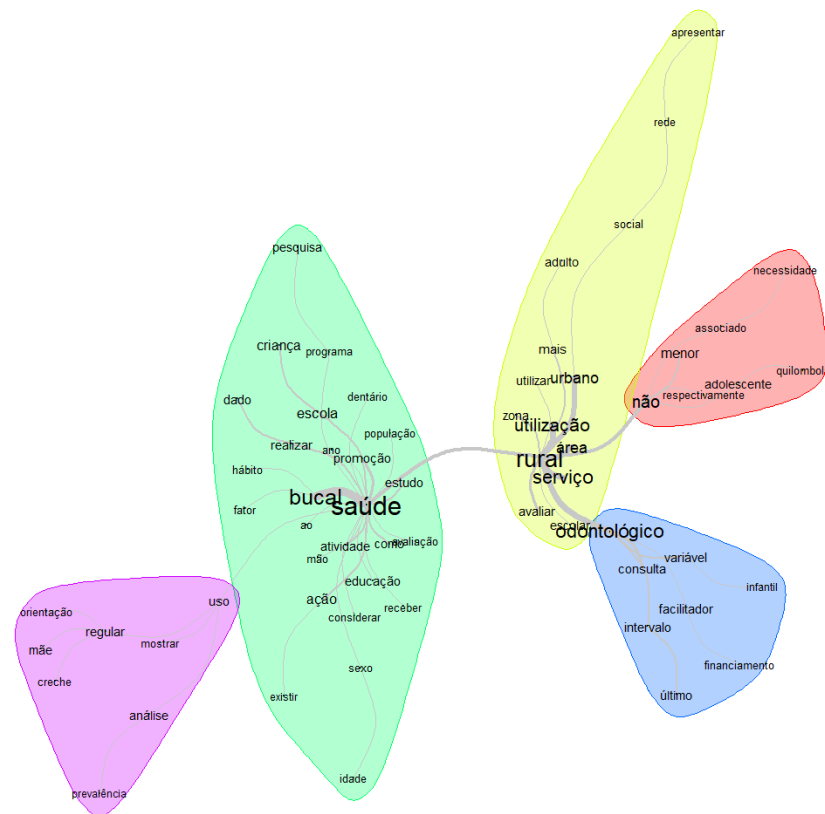 apresentar
rede
social
adulto
mais
utilizar
urbano
zona
utilização
área
rural
serviço
avaliar
escolar
necessidade
associado
menor
quilombola
adolescente
respectivamente
não
odontológico
variável
consulta
infantil
facilitador
intervalo
financiamento
último
pesquisa
criança
programa
dado
dentário
escola
população
realizar
ano
promoção
hábito
estudo
bucal
saúde
fator
ao
atividade
como
avaliação
mão
educação
ação
receber
considerar
sexo
existir
idade
uso
orientação
regular
mostrar
mãe
creche
análise
prevalência